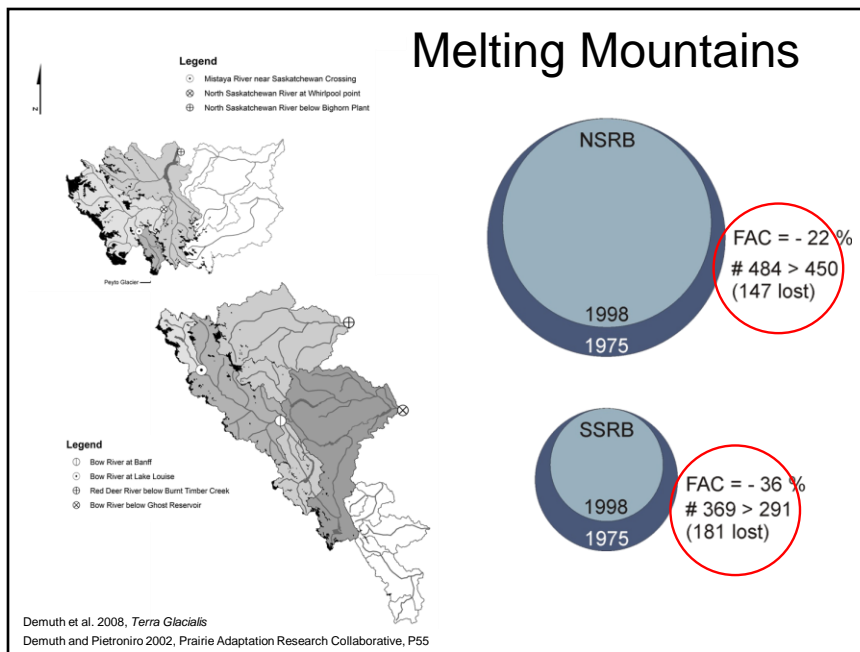 Melting Mountains
Legend
Mistaya River near Saskatchewan Crossing
North Saskatchewan River at Whirlpool point
North Saskatchewan River below Bighorn Plant
N
Peyto Glacier
Legend
Bow River at Banff
Bow River at Lake Louise
Red Deer River below Burnt Timber Creek
Bow River below Ghost Reservoir
NSRB
1998
1975
FAC = - 22 %
# 484 > 450
(147 lost)
SSRB
1998
1975
FAC = - 36 %
# 369 > 291
(181 lost)
Demuth et al. 2008, Terra Glacialis
Demuth and Pietroniro 2002, Prairie Adaptation Research Collaborative, P55